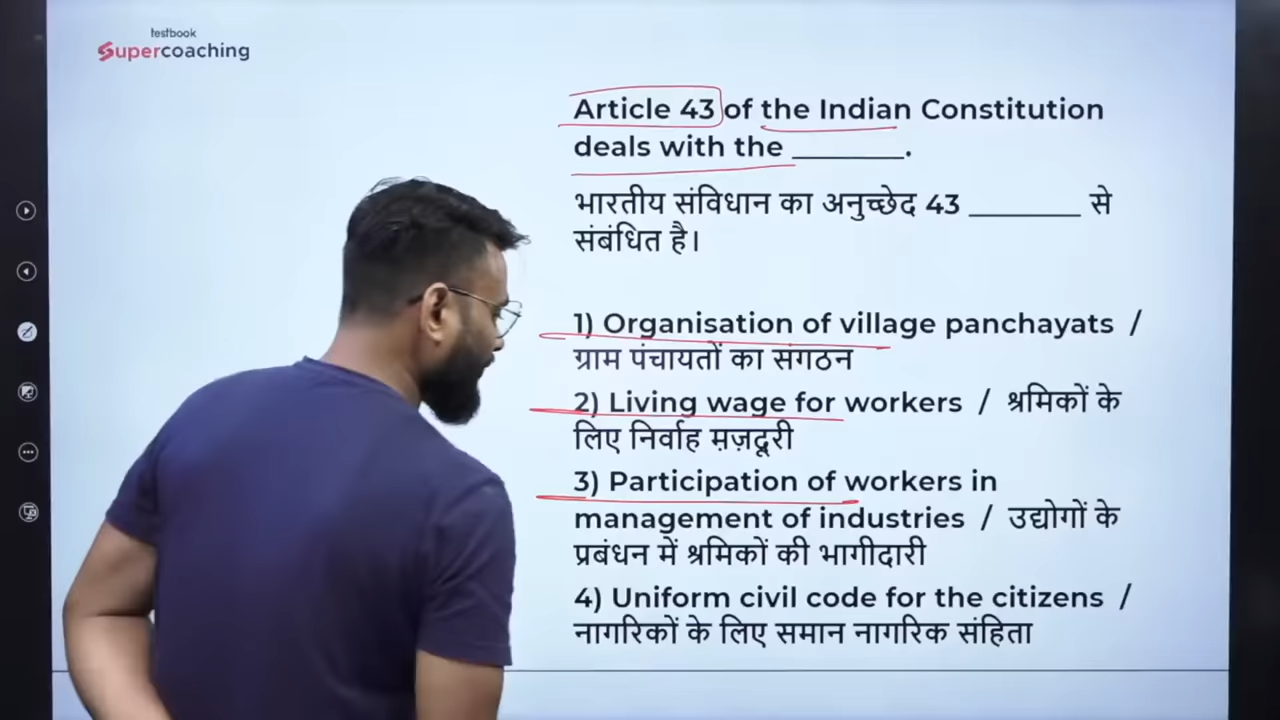 testbook
Supercoaching
Article 43 of the Indian Constitution
deals with the ________.
भारतीय संविधान का अनुच्छेद 43 ________ से
संबंधित है।
1) Organisation of village panchayats /
ग्राम पंचायतों का संगठन
2) Living wage for workers / श्रमिकों के
लिए निर्वाह म़ज़दूरी
3) Participation of workers in
management of industries / उद्योगों के
प्रबंधन में श्रमिकों की भागीदारी
4) Uniform civil code for the citizens /
नागरिकों के लिए समान नागरिक संहिता